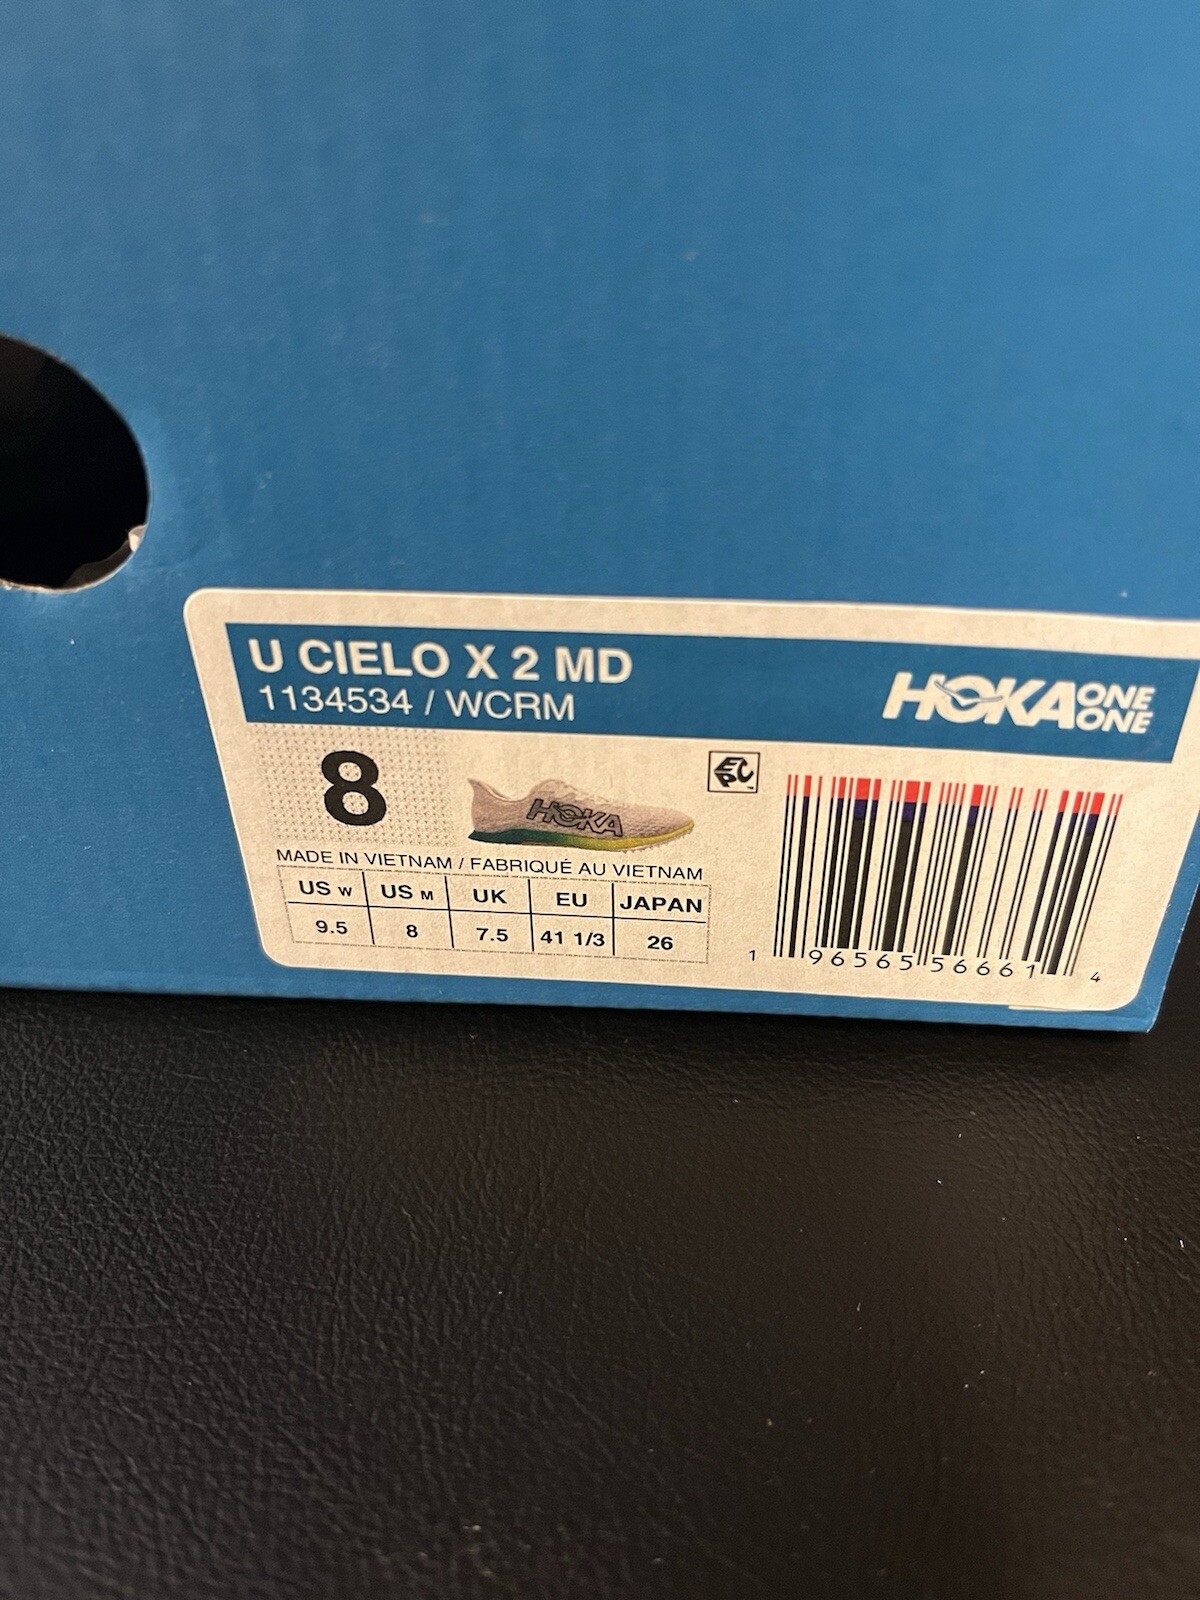 U CIELO X 2 MD
1134534 / WCRM
HOKA ONE ONE
8
HOKA
EPC
MADE IN VIETNAM / FABRIQUÉ AU VIETNAM
US W US M UK EU JAPAN
9.5 8 7.5 41 1/3 26
1 96565 56661 4